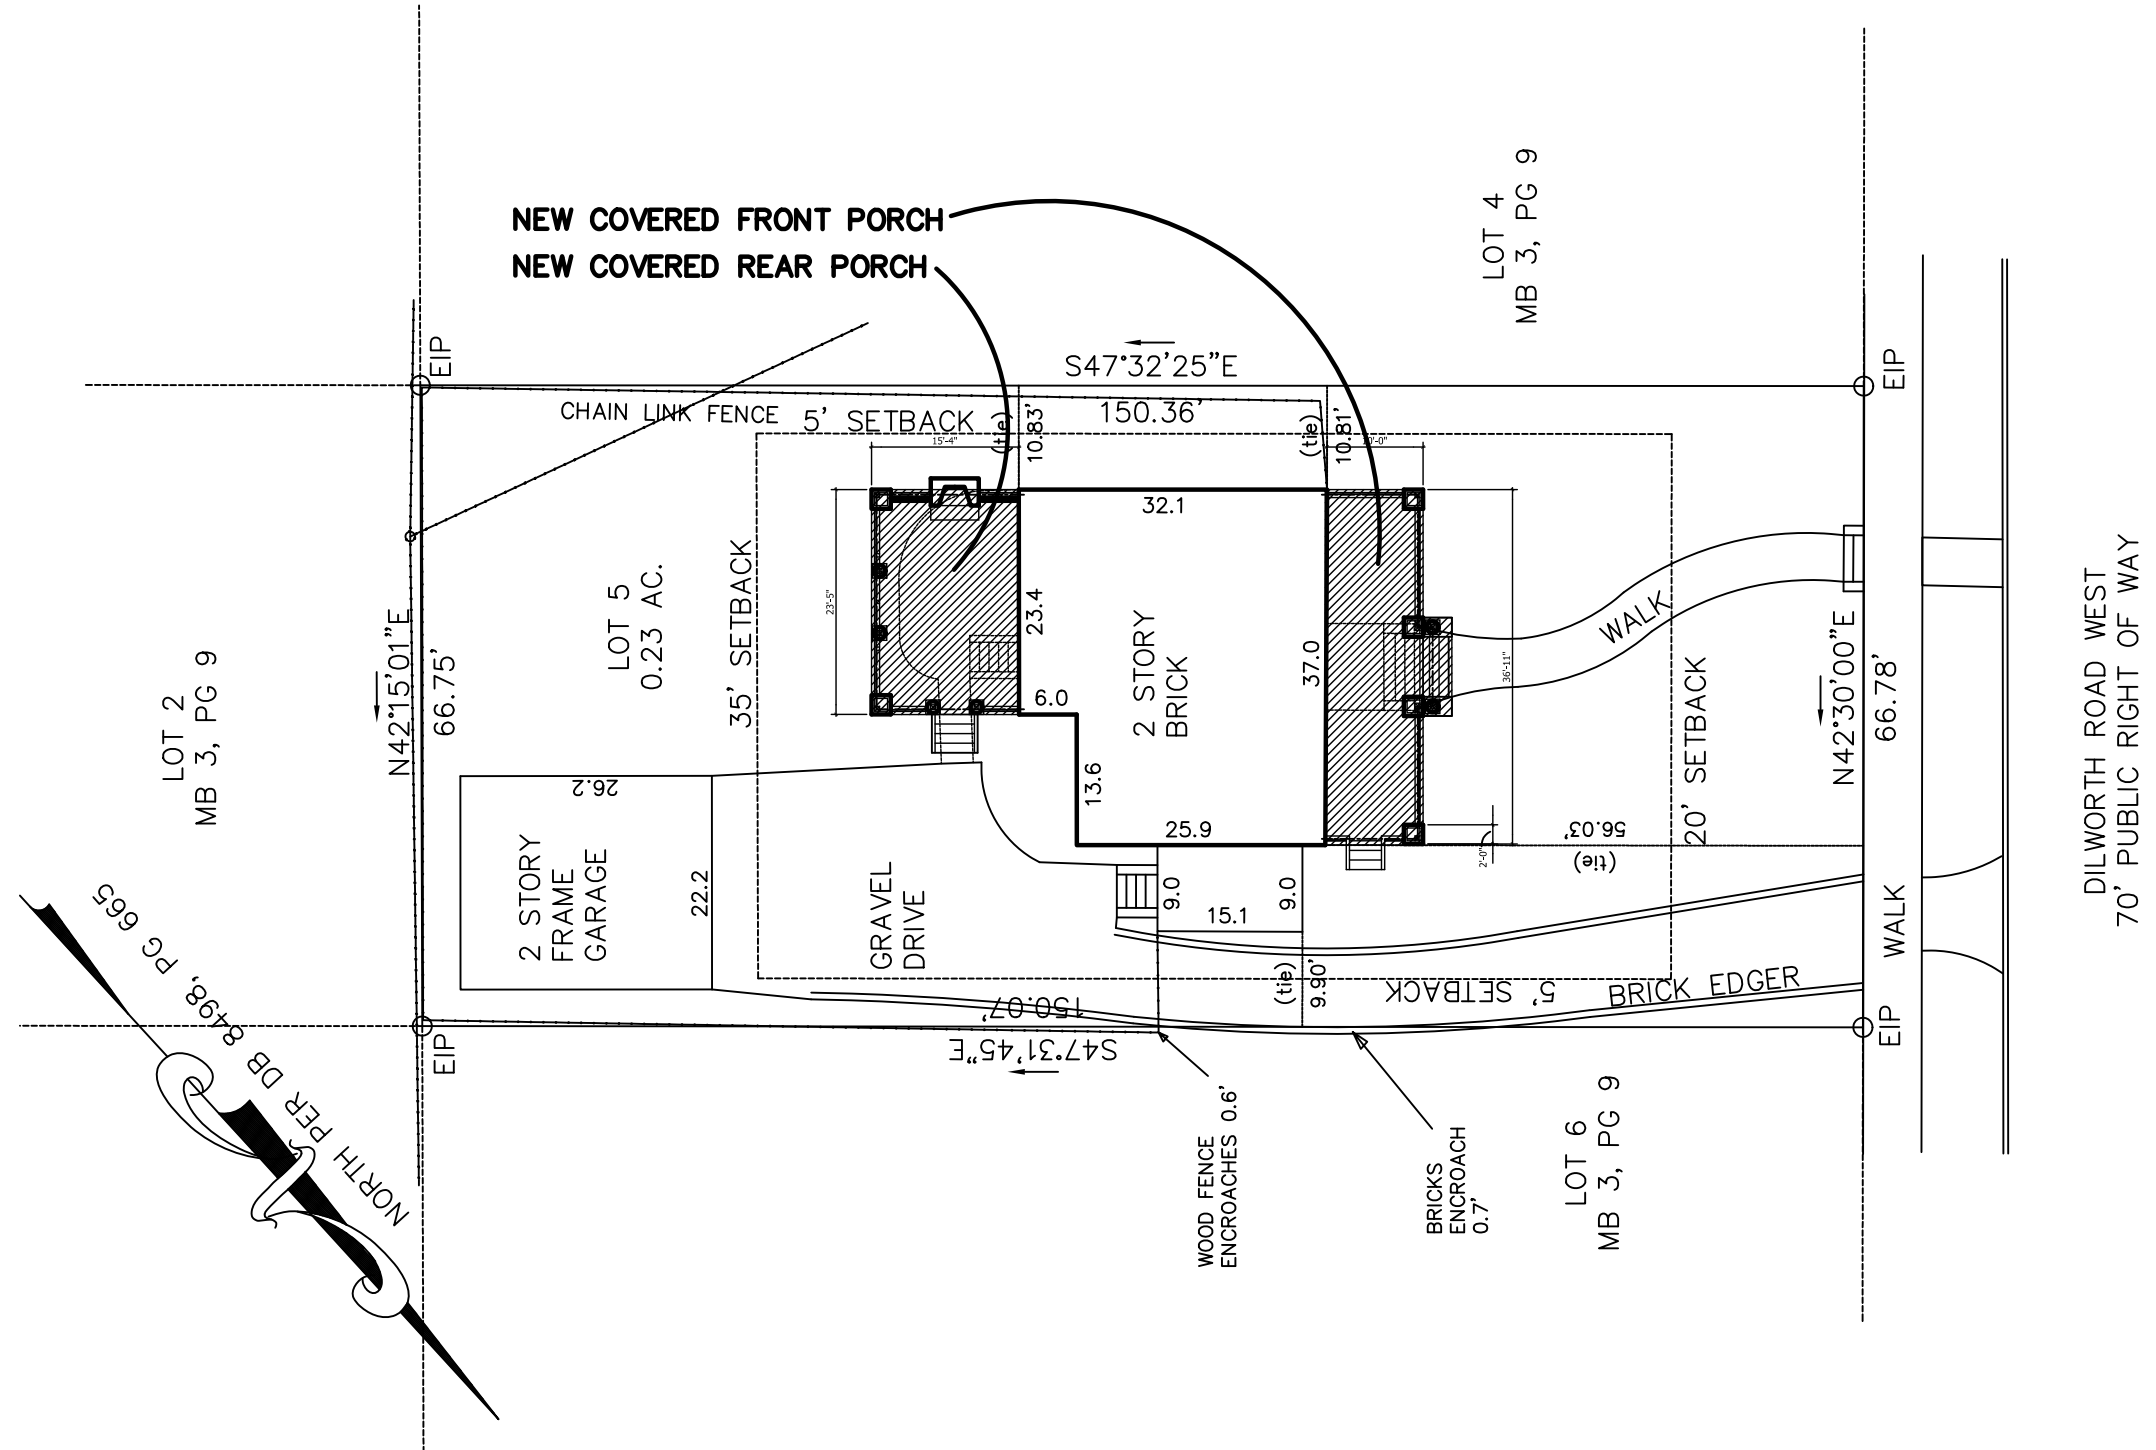 NEW COVERED FRONT PORCH
NEW COVERED REAR PORCH
LOT 4
MB 3, PG 9
EIP
EIP
S47°32'25"E
150.36'
CHAIN LINK FENCE
5' SETBACK
(tie)
10.83'
(tie)
10.81'
15'-4"
10'-0"
32.1
23'-5"
23.4
6.0
13.6
25.9
37.0
36'-11"
2 STORY
BRICK
LOT 5
0.23 AC.
35' SETBACK
N42°15'01"E
66.75'
LOT 2
MB 3, PG 9
WALK
20' SETBACK
N42°30'00"E
66.78'
DILWORTH ROAD WEST
70' PUBLIC RIGHT OF WAY
26.2
2 STORY
FRAME
GARAGE
22.2
GRAVEL
DRIVE
9.0
15.1
9.0
2'-0"
56.03'
(tie)
WALK
(tie)
9.90'
5' SETBACK
BRICK EDGER
150.07'
S47°31'45"E
EIP
EIP
WOOD FENCE
ENCROACHES 0.6'
BRICKS
ENCROACH
0.7'
LOT 6
MB 3, PG 9
NORTH PER DB 8498, PG 665